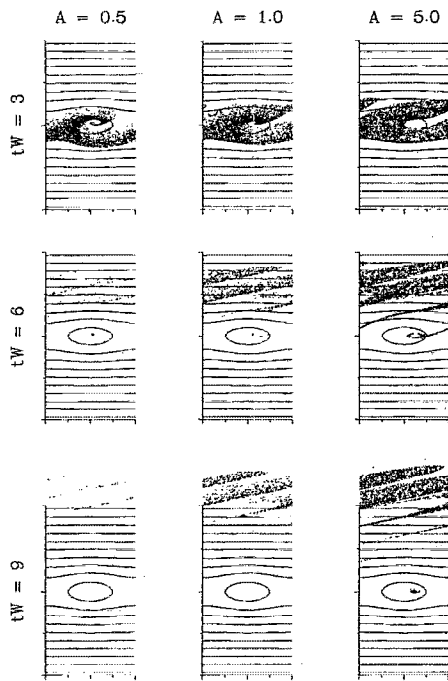 A = 0.5 A = 1.0 A = 5.0
tW = 3
tW = 6
tW = 9